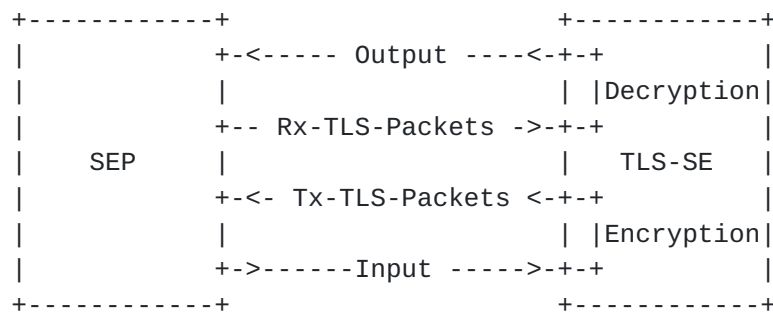 +------------+                       +------------+
|            +-<----- Output ----<-+-+            |
|            |                       | |Decryption|
|            +-- Rx-TLS-Packets ->-+-+            |
|    SEP     |                       |   TLS-SE   |
|            +-<- Tx-TLS-Packets <-+-+            |
|            |                       | |Encryption|
|            +->------Input ----->-+-+            |
+------------+                       +------------+